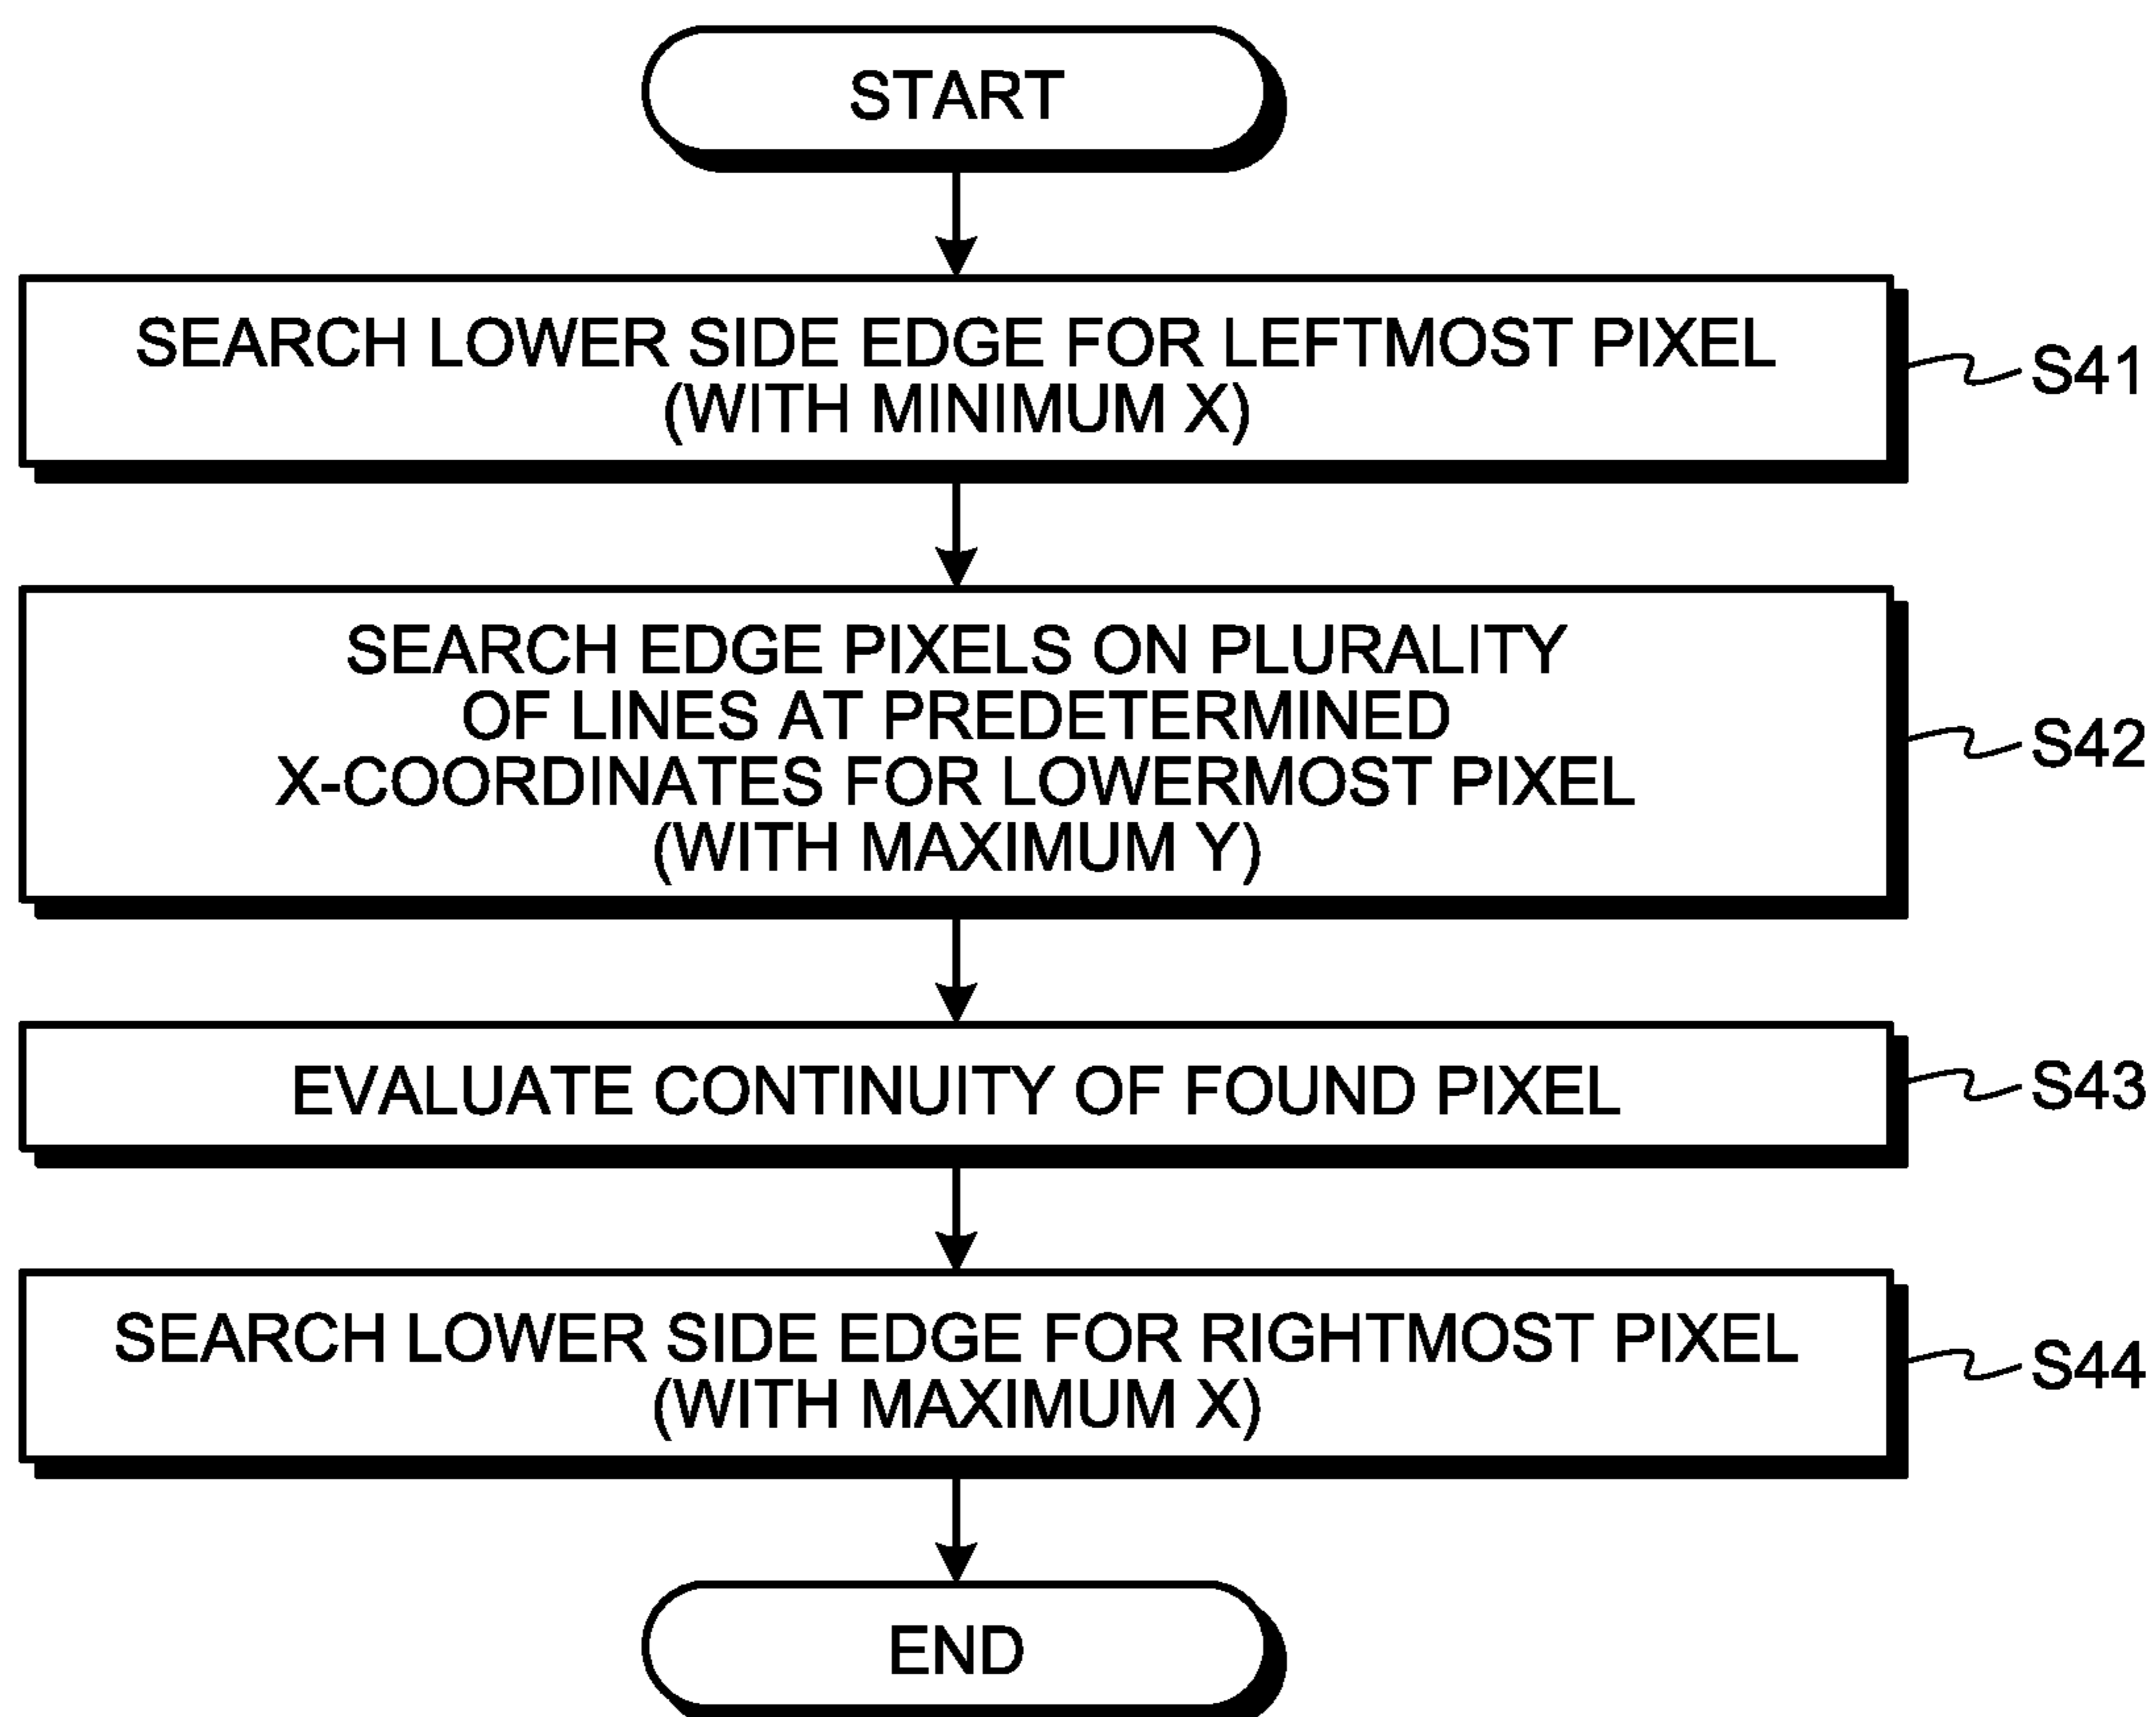 START
SEARCH LOWER SIDE EDGE FOR LEFTMOST PIXEL
(WITH MINIMUM X)
S41
SEARCH EDGE PIXELS ON PLURALITY
OF LINES AT PREDETERMINED
X-COORDINATES FOR LOWERMOST PIXEL
(WITH MAXIMUM Y)
S42
EVALUATE CONTINUITY OF FOUND PIXEL
S43
SEARCH LOWER SIDE EDGE FOR RIGHTMOST PIXEL
(WITH MAXIMUM X)
S44
END